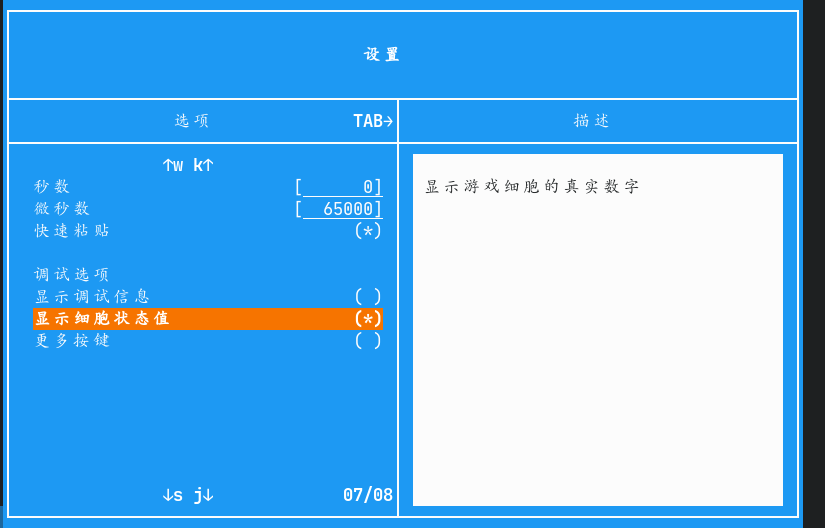 设置
选项 TAB→
描述
↑w k↑
秒数 [ 0]
微秒数 [ 65000]
快速粘贴 (*)
调试选项
显示调试信息 ( )
显示细胞状态值 (*)
更多按键 ( )
↓s j↓ 07/08
显示游戏细胞的真实数字